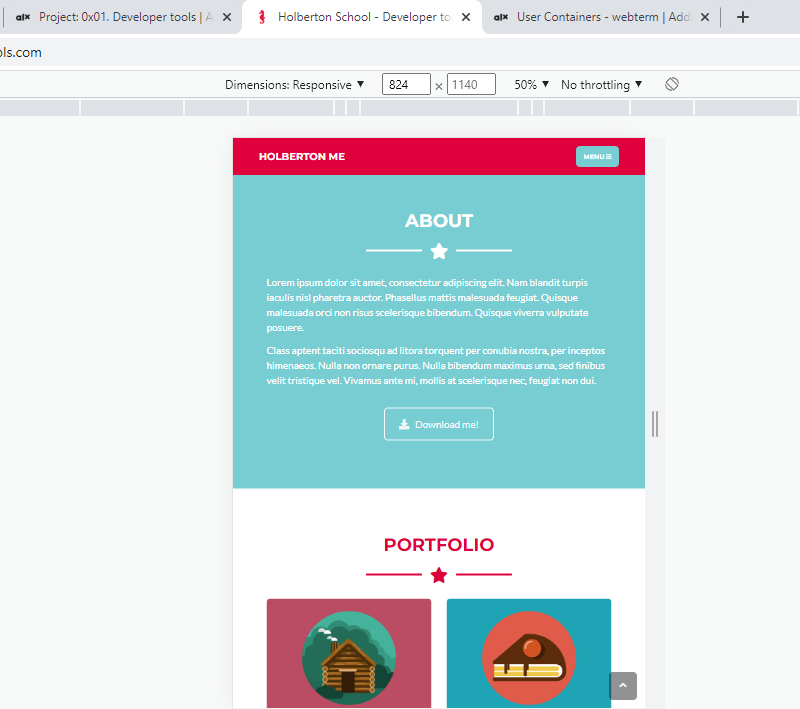 alx Project: 0x01. Developer tools | A
Holberton School - Developer to
alx User Containers - webterm | Add
ols.com
Dimensions: Responsive ▼ 824 × 1140 50% ▼ No throttling ▼
HOLBERTON ME
MENU
ABOUT
Lorem ipsum dolor sit amet, consectetur adipiscing elit. Nam blandit turpis
iaculis nisl pharetra auctor. Phasellus mattis malesuada feugiat. Quisque
malesuada orci non risus scelerisque bibendum. Quisque viverra vulputate
posuere.
Class aptent taciti sociosqu ad litora torquent per conubia nostra, per inceptos
himenaeos. Nulla non ornare purus. Nulla bibendum maximus urna, sed finibus
velit tristique vel. Vivamus ante mi, mollis at scelerisque nec, feugiat non dui.
Download me!
PORTFOLIO